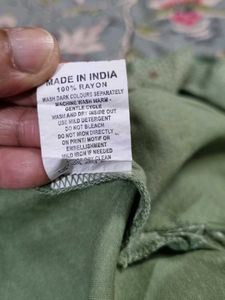 MADE IN INDIA
100% RAYON
WASH DARK COLOURS SEPARATELY
MACHINE WASH WARM -
GENTLE CYCLE
WASH AND DRY INSIDE OUT
USE MILD DETERGENT
DO NOT BLEACH
DO NOT IRON DIRECTLY
ON PRINT/ MOTIF OR
EMBELLISHMENT
MILD IRON IF NEEDED
DRY CLEAN